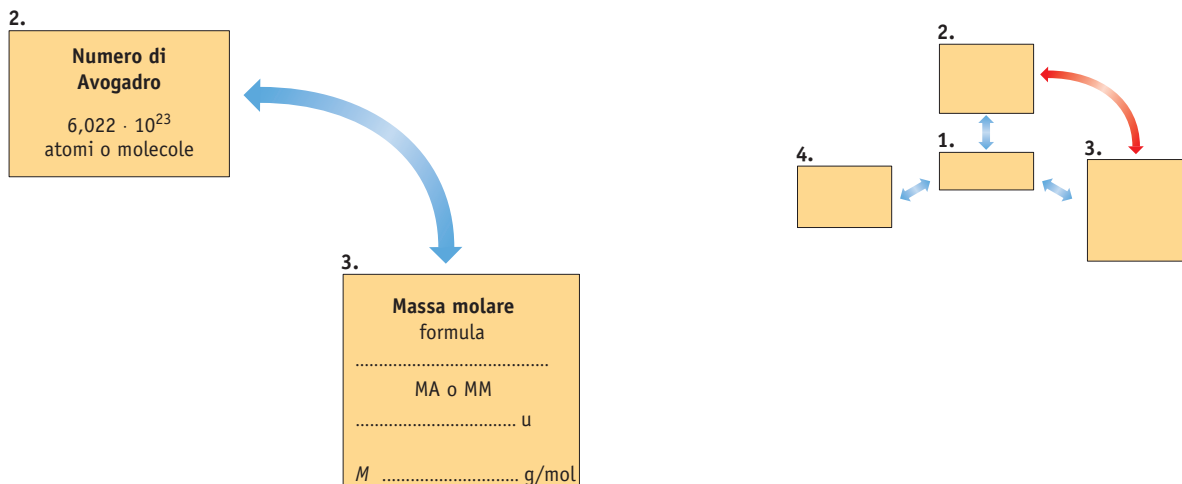 2.
Numero di
Avogadro
6,022 · 10²³
atomi o molecole
3.
Massa molare
formula
.........................................
MA o MM
.................................. u
M ............................. g/mol
2.
1.
4.
3.